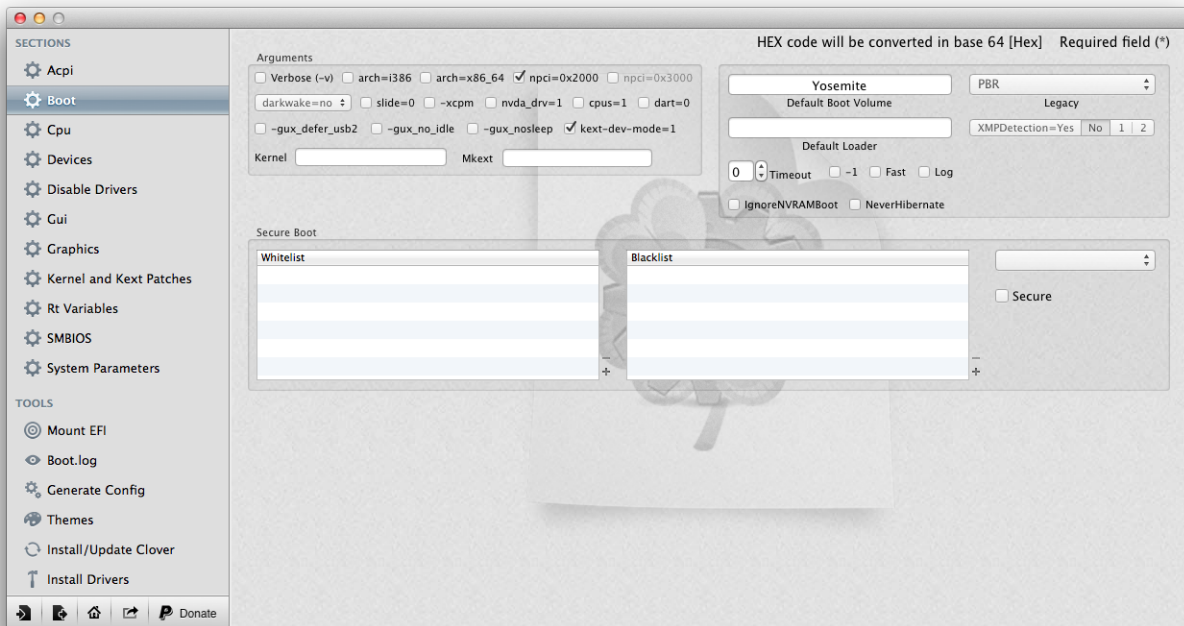 SECTIONS
Acpi
Boot
Cpu
Devices
Disable Drivers
Gui
Graphics
Kernel and Kext Patches
Rt Variables
SMBIOS
System Parameters
TOOLS
Mount EFI
Boot.log
Generate Config
Themes
Install/Update Clover
Install Drivers
Donate
HEX code will be converted in base 64 [Hex] Required field (*)
Arguments
Verbose (-v) arch=i386 arch=x86_64 npci=0x2000 npci=0x3000
darkwake=no slide=0 -xcpm nvda_drv=1 cpus=1 dart=0
-gux_defer_usb2 -gux_no_idle -gux_nosleep kext-dev-mode=1
Kernel Mkext
Yosemite PBR
Default Boot Volume Legacy
XMPDetection=Yes No 1 2
Default Loader
0 Timeout -1 Fast Log
IgnoreNVRAMBoot NeverHibernate
Secure Boot
Whitelist Blacklist
Secure